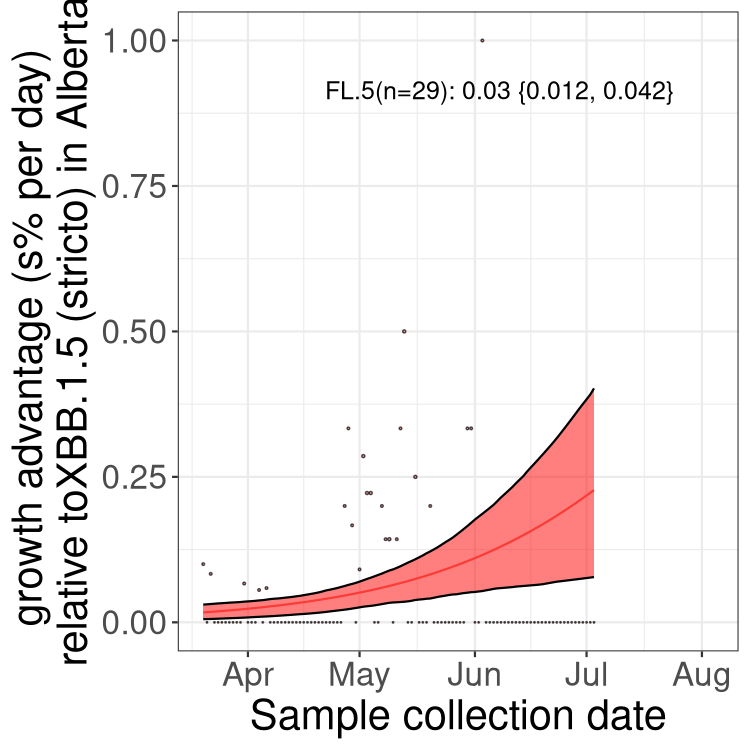 growth advantage (s% per day)
relative toXBB.1.5 (stricto) in Alberta
1.00
0.75
0.50
0.25
0.00
FL.5(n=29): 0.03 {0.012, 0.042}
Apr May Jun Jul Aug
Sample collection date